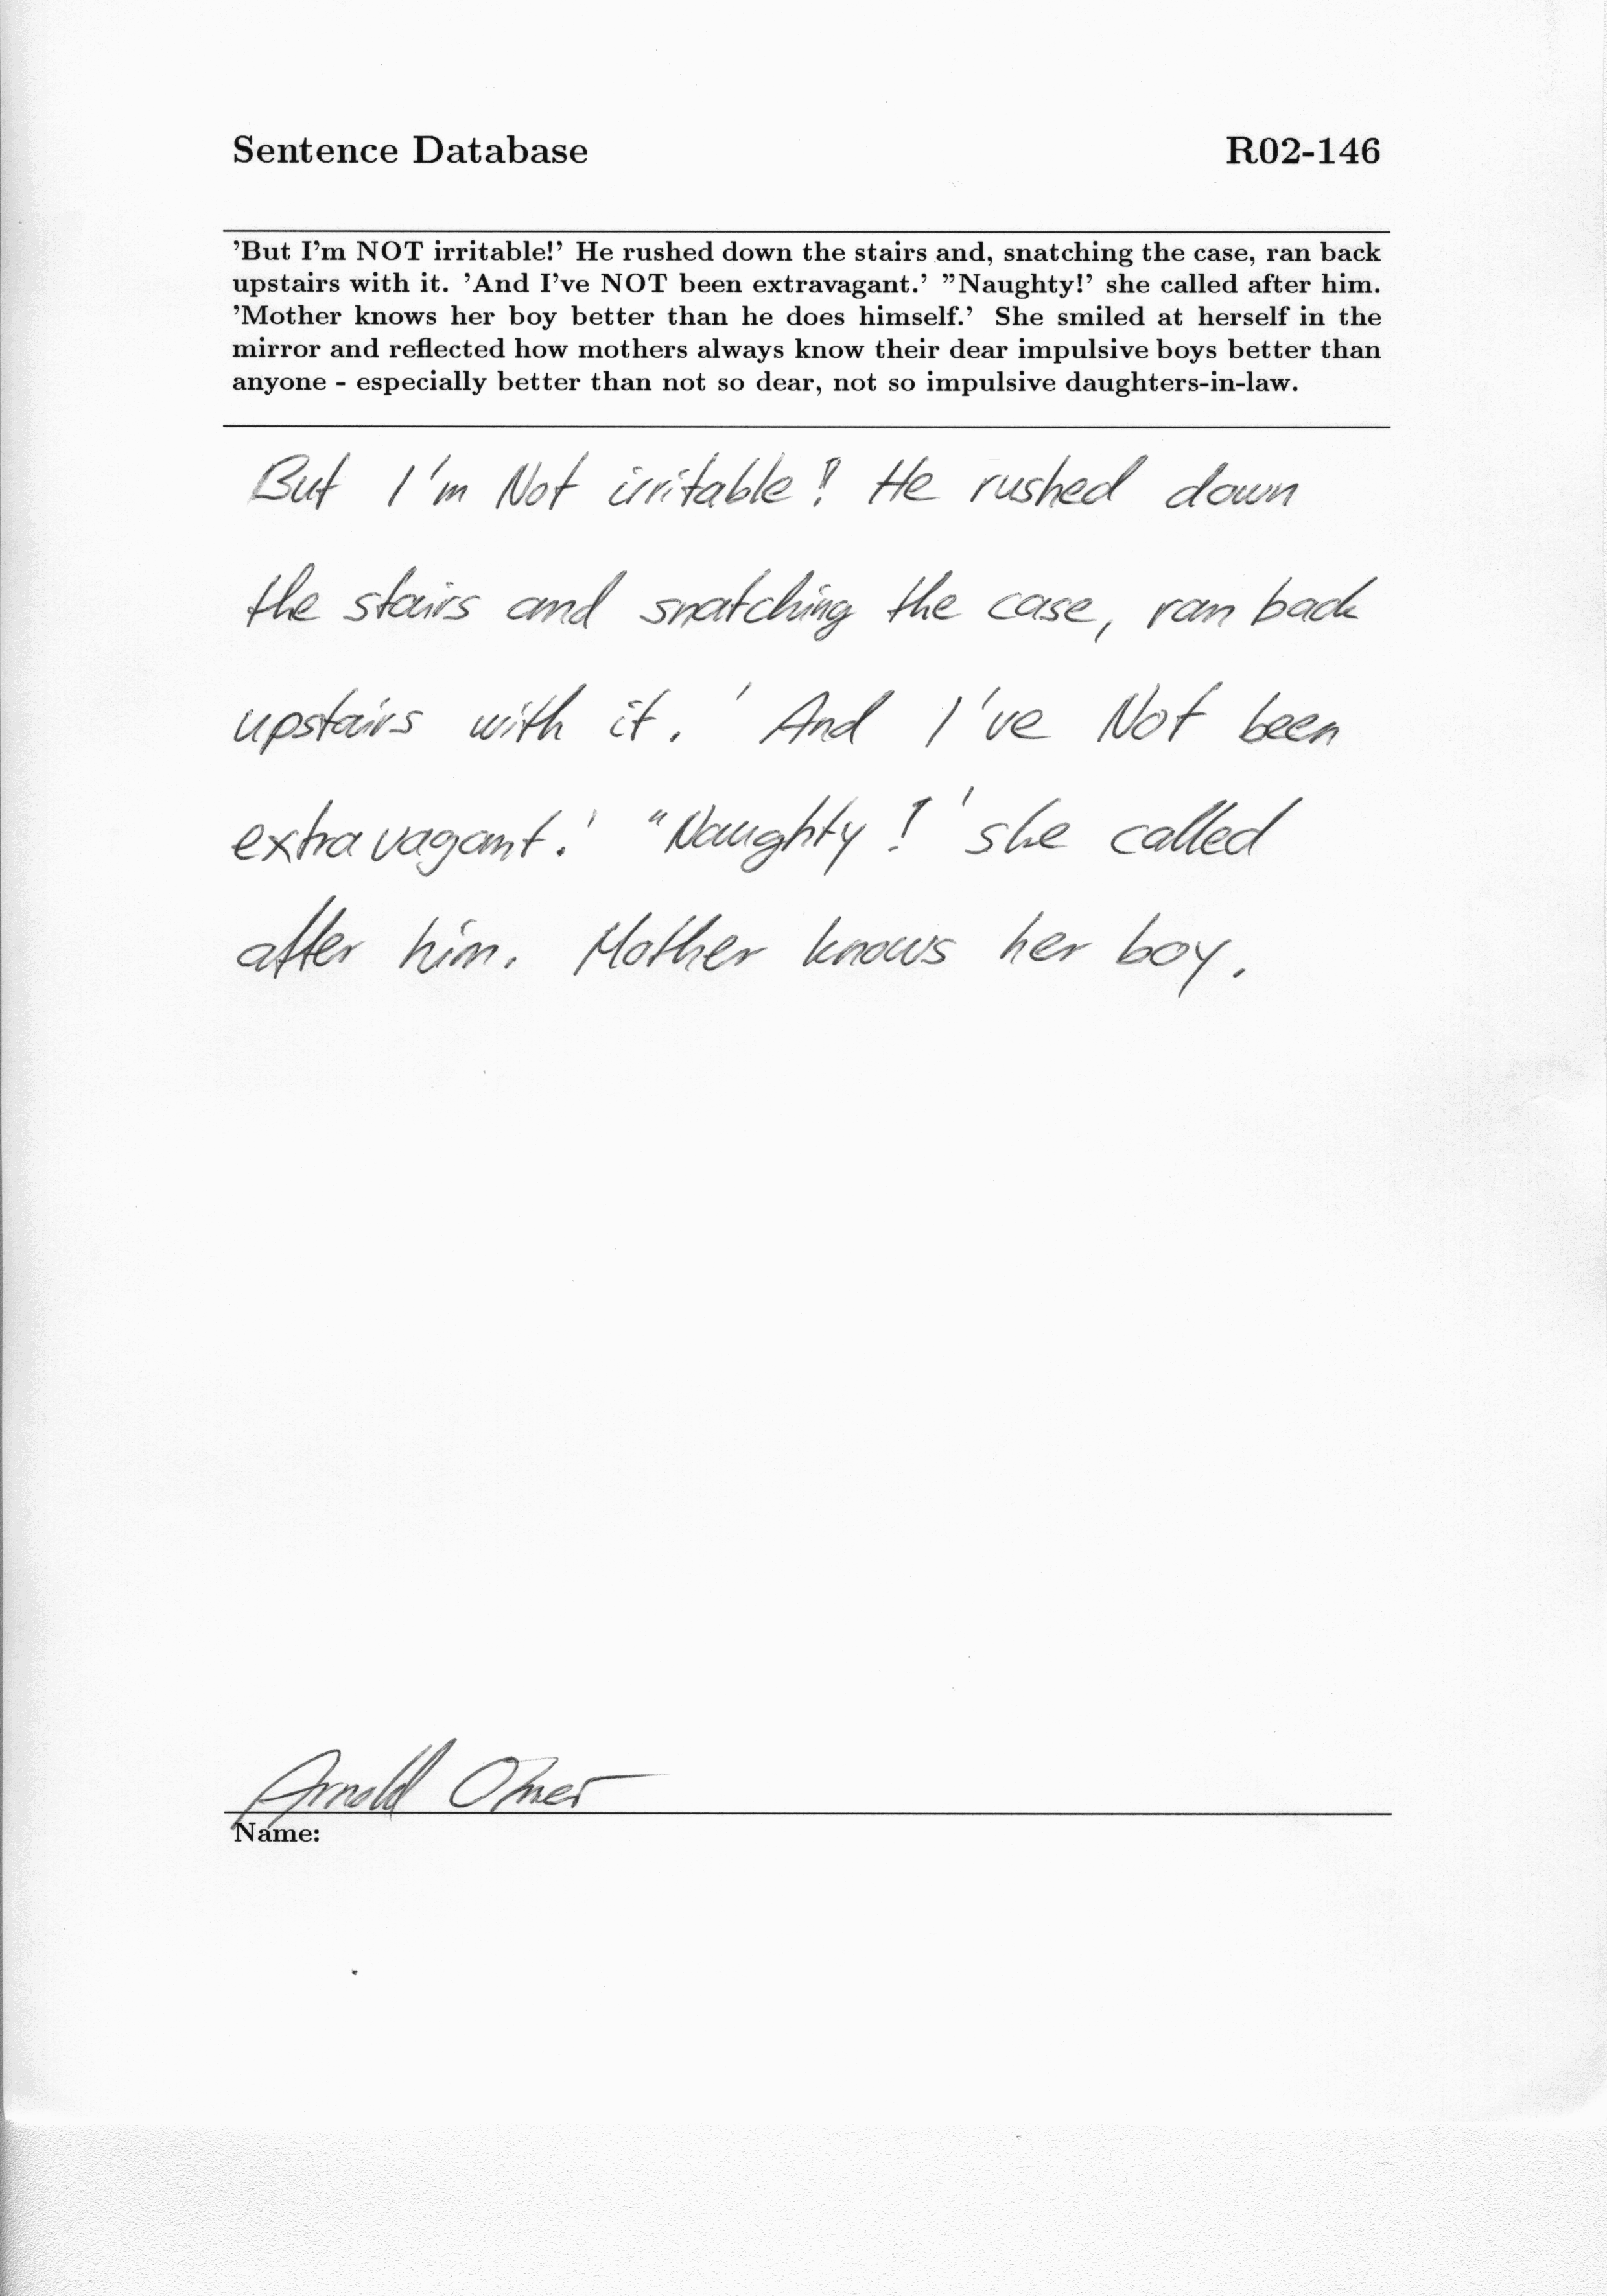 Sentence Database R02-146
’But I’m NOT irritable!’ He rushed down the stairs and, snatching the case, ran back
upstairs with it. ’And I’ve NOT been extravagant.’ ”Naughty!’ she called after him.
’Mother knows her boy better than he does himself.’ She smiled at herself in the
mirror and reflected how mothers always know their dear impulsive boys better than
anyone - especially better than not so dear, not so impulsive daughters-in-law.
But I'm Not irritable! He rushed down
the stairs and snatching the case, ran back
upstairs with it. ' And I've Not been
extravagant.' "Naughty!' she called
after him. Mother knows her boy.
Arnold
Name: